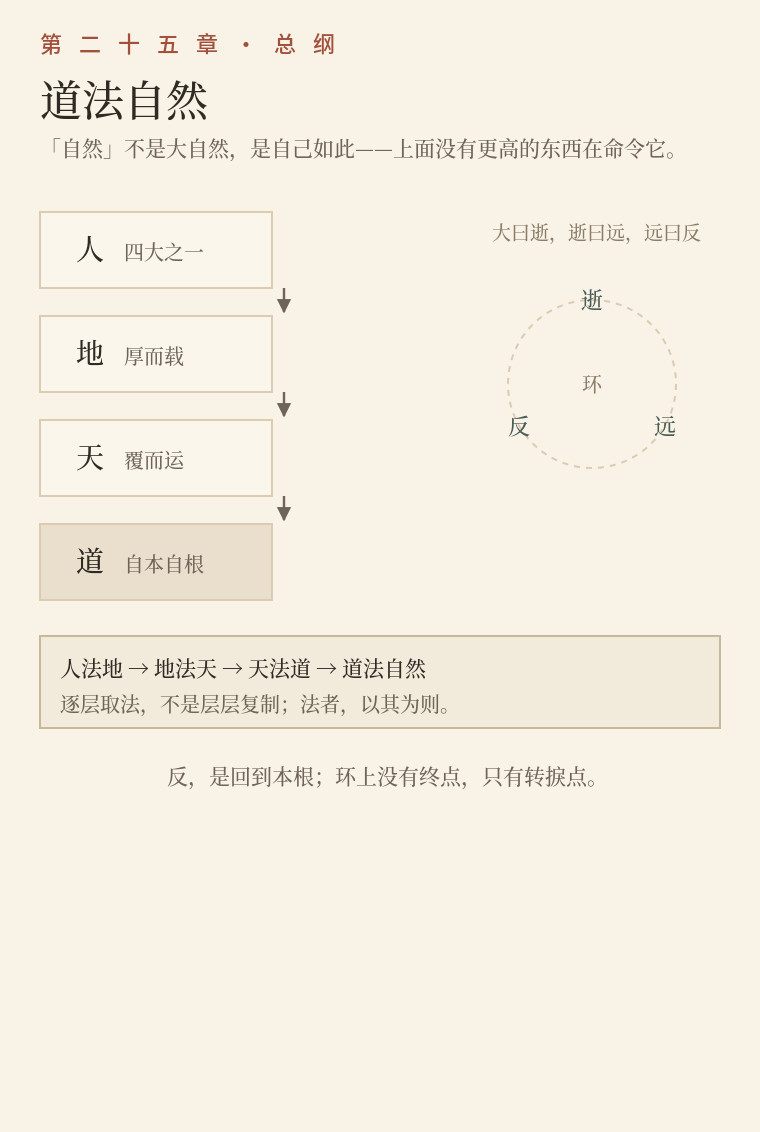 第二十五章·总纲
道法自然
「自然」不是大自然，是自己如此——上面没有更高的东西在命令它。
人 四大之一
地 厚而载
天 覆而运
道 自本自根
大曰逝，逝曰远，远曰反
逝
环
反
远
人法地→地法天→天法道→道法自然
逐层取法，不是层层复制；法者，以其为则。
反，是回到本根；环上没有终点，只有转捩点。